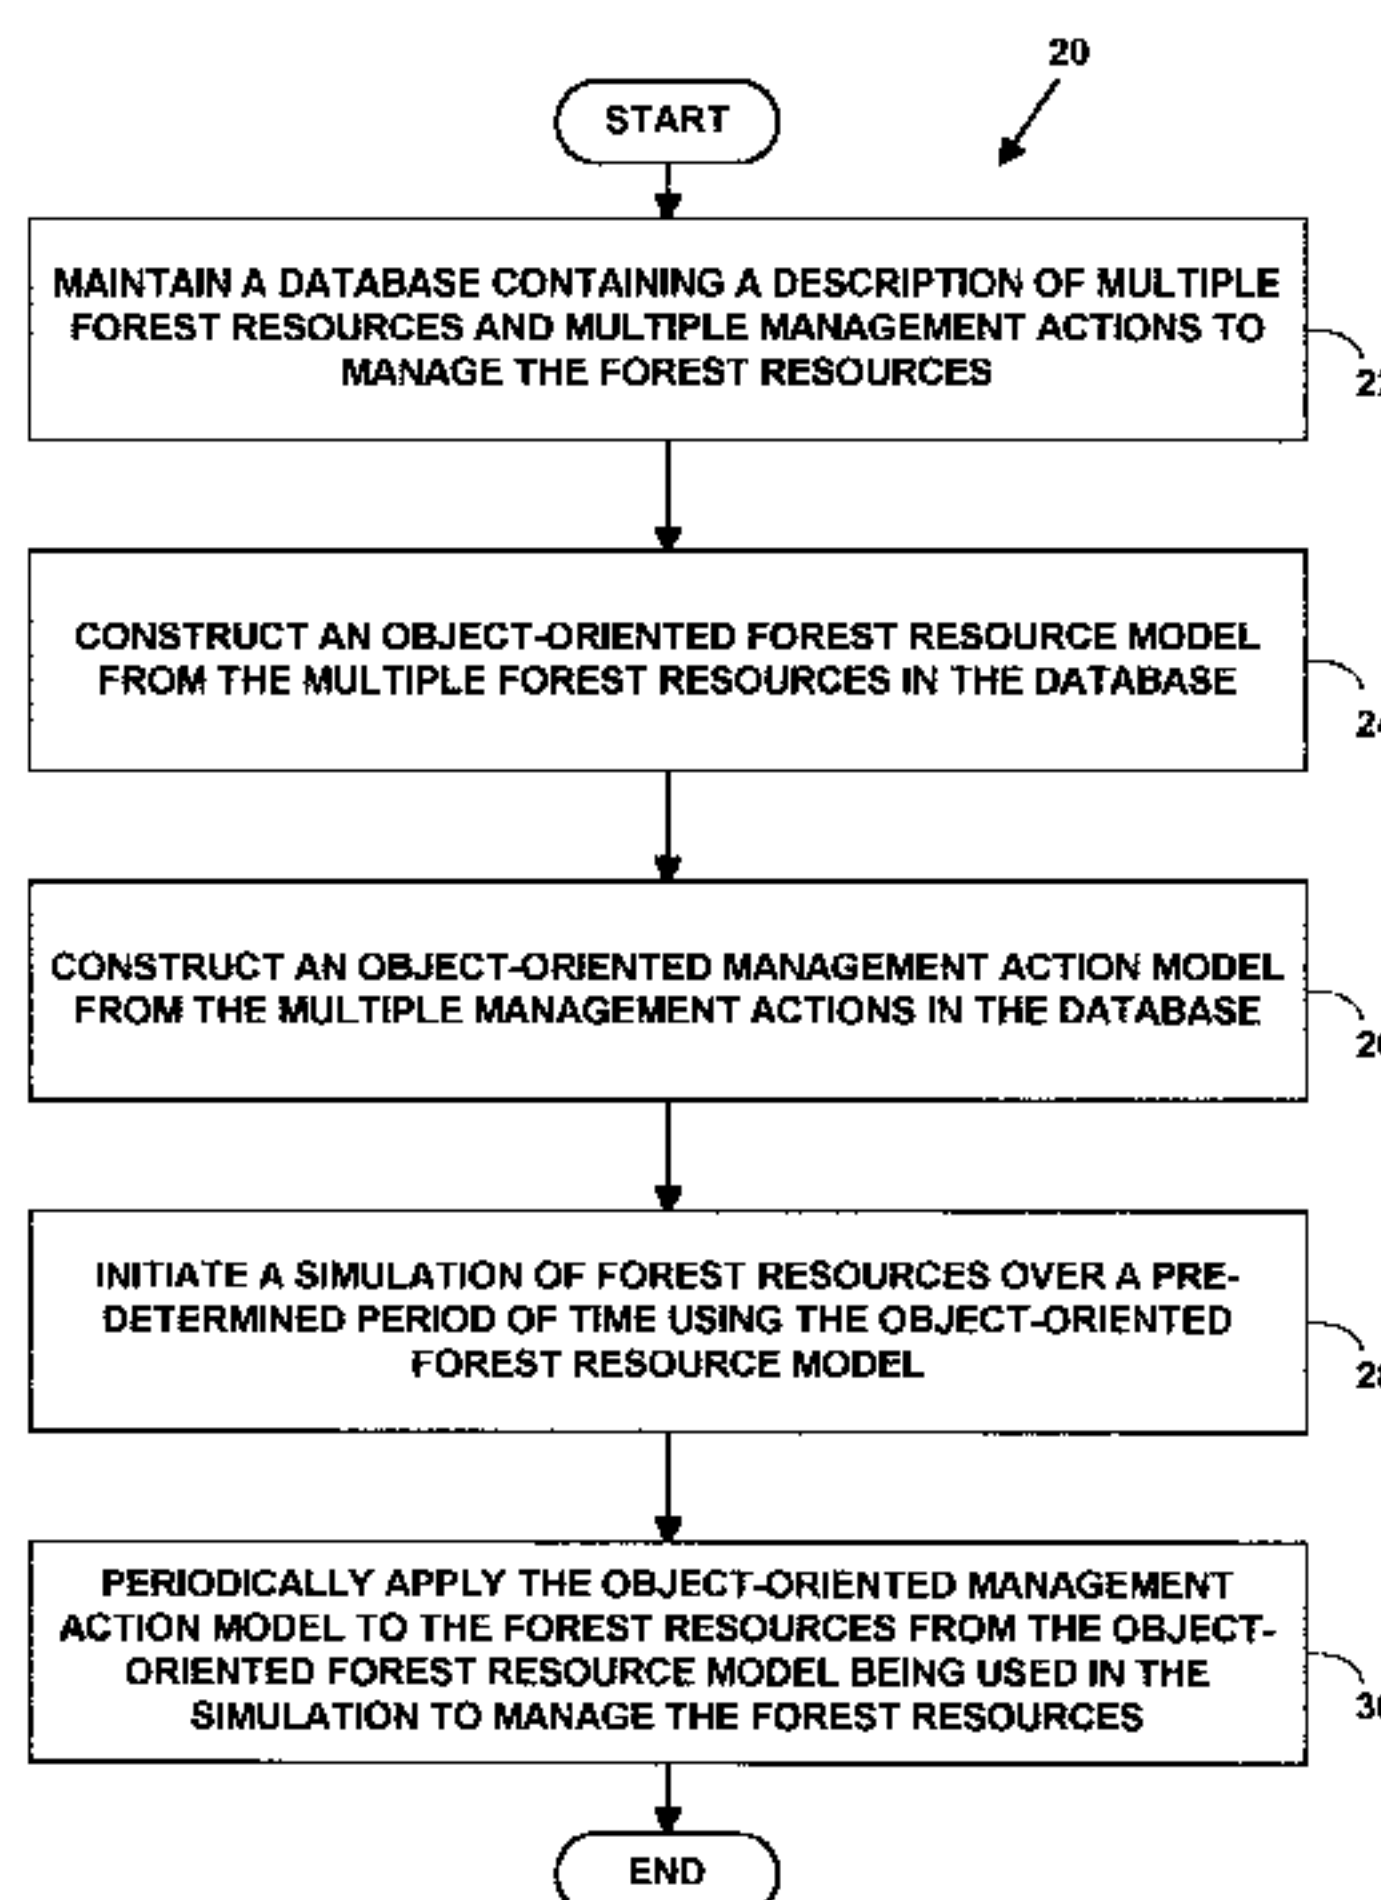 20
START
MAINTAIN A DATABASE CONTAINING A DESCRIPTION OF MULTIPLE
FOREST RESOURCES AND MULTIPLE MANAGEMENT ACTIONS TO
MANAGE THE FOREST RESOURCES
CONSTRUCT AN OBJECT-ORIENTED FOREST RESOURCE MODEL
FROM THE MULTIPLE FOREST RESOURCES IN THE DATABASE
CONSTRUCT AN OBJECT-ORIENTED MANAGEMENT ACTION MODEL
FROM THE MULTIPLE MANAGEMENT ACTIONS IN THE DATABASE
INITIATE A SIMULATION OF FOREST RESOURCES OVER A PRE-
DETERMINED PERIOD OF TIME USING THE OBJECT-ORIENTED
FOREST RESOURCE MODEL
PERIODICALLY APPLY THE OBJECT-ORIENTED MANAGEMENT
ACTION MODEL TO THE FOREST RESOURCES FROM THE OBJECT-
ORIENTED FOREST RESOURCE MODEL BEING USED IN THE
SIMULATION TO MANAGE THE FOREST RESOURCES
END